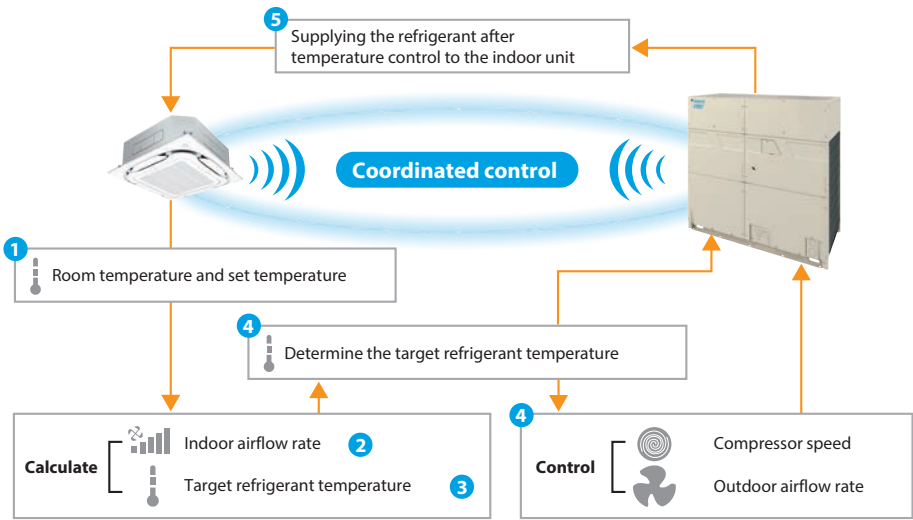 5
Supplying the refrigerant after
temperature control to the indoor unit
Coordinated control
1
Room temperature and set temperature
4
Determine the target refrigerant temperature
Calculate
Indoor airflow rate 2
Target refrigerant temperature 3
4
Control
Compressor speed
Outdoor airflow rate